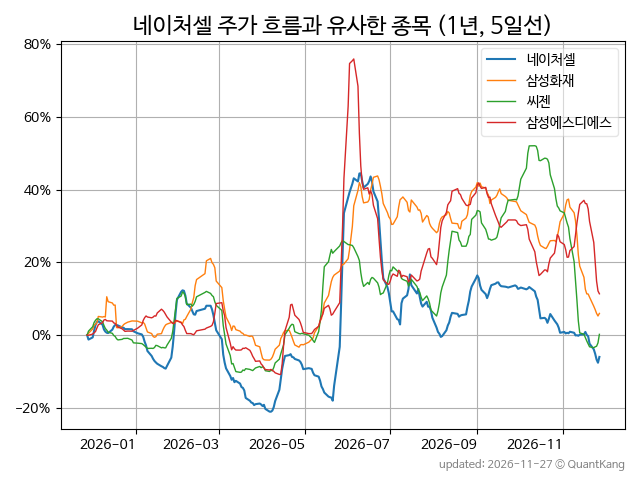 네이처셀 주가 흐름과 유사한 종목 (1년, 5일선)
네이처셀
삼성화재
씨젠
삼성에스디에스
80%
60%
40%
20%
0%
−20%
2026-01 2026-03 2026-05 2026-07 2026-09 2026-11
updated: 2026-11-27 © QuantKang